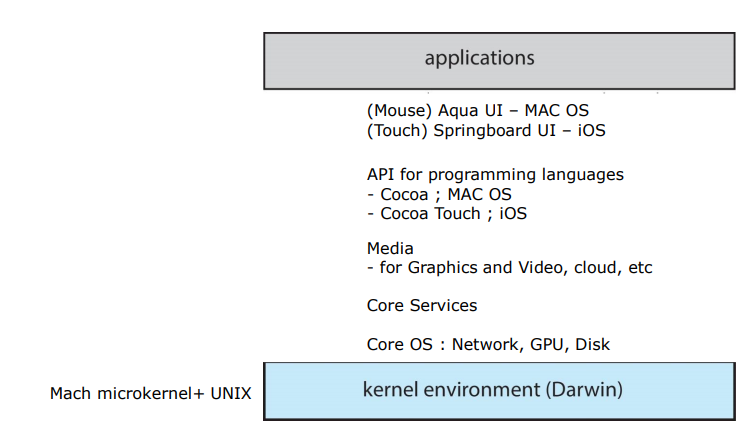 applications
(Mouse) Aqua UI – MAC OS
(Touch) Springboard UI – iOS
API for programming languages
- Cocoa ; MAC OS
- Cocoa Touch ; iOS
Media
- for Graphics and Video, cloud, etc
Core Services
Core OS : Network, GPU, Disk
Mach microkernel+ UNIX
kernel environment (Darwin)